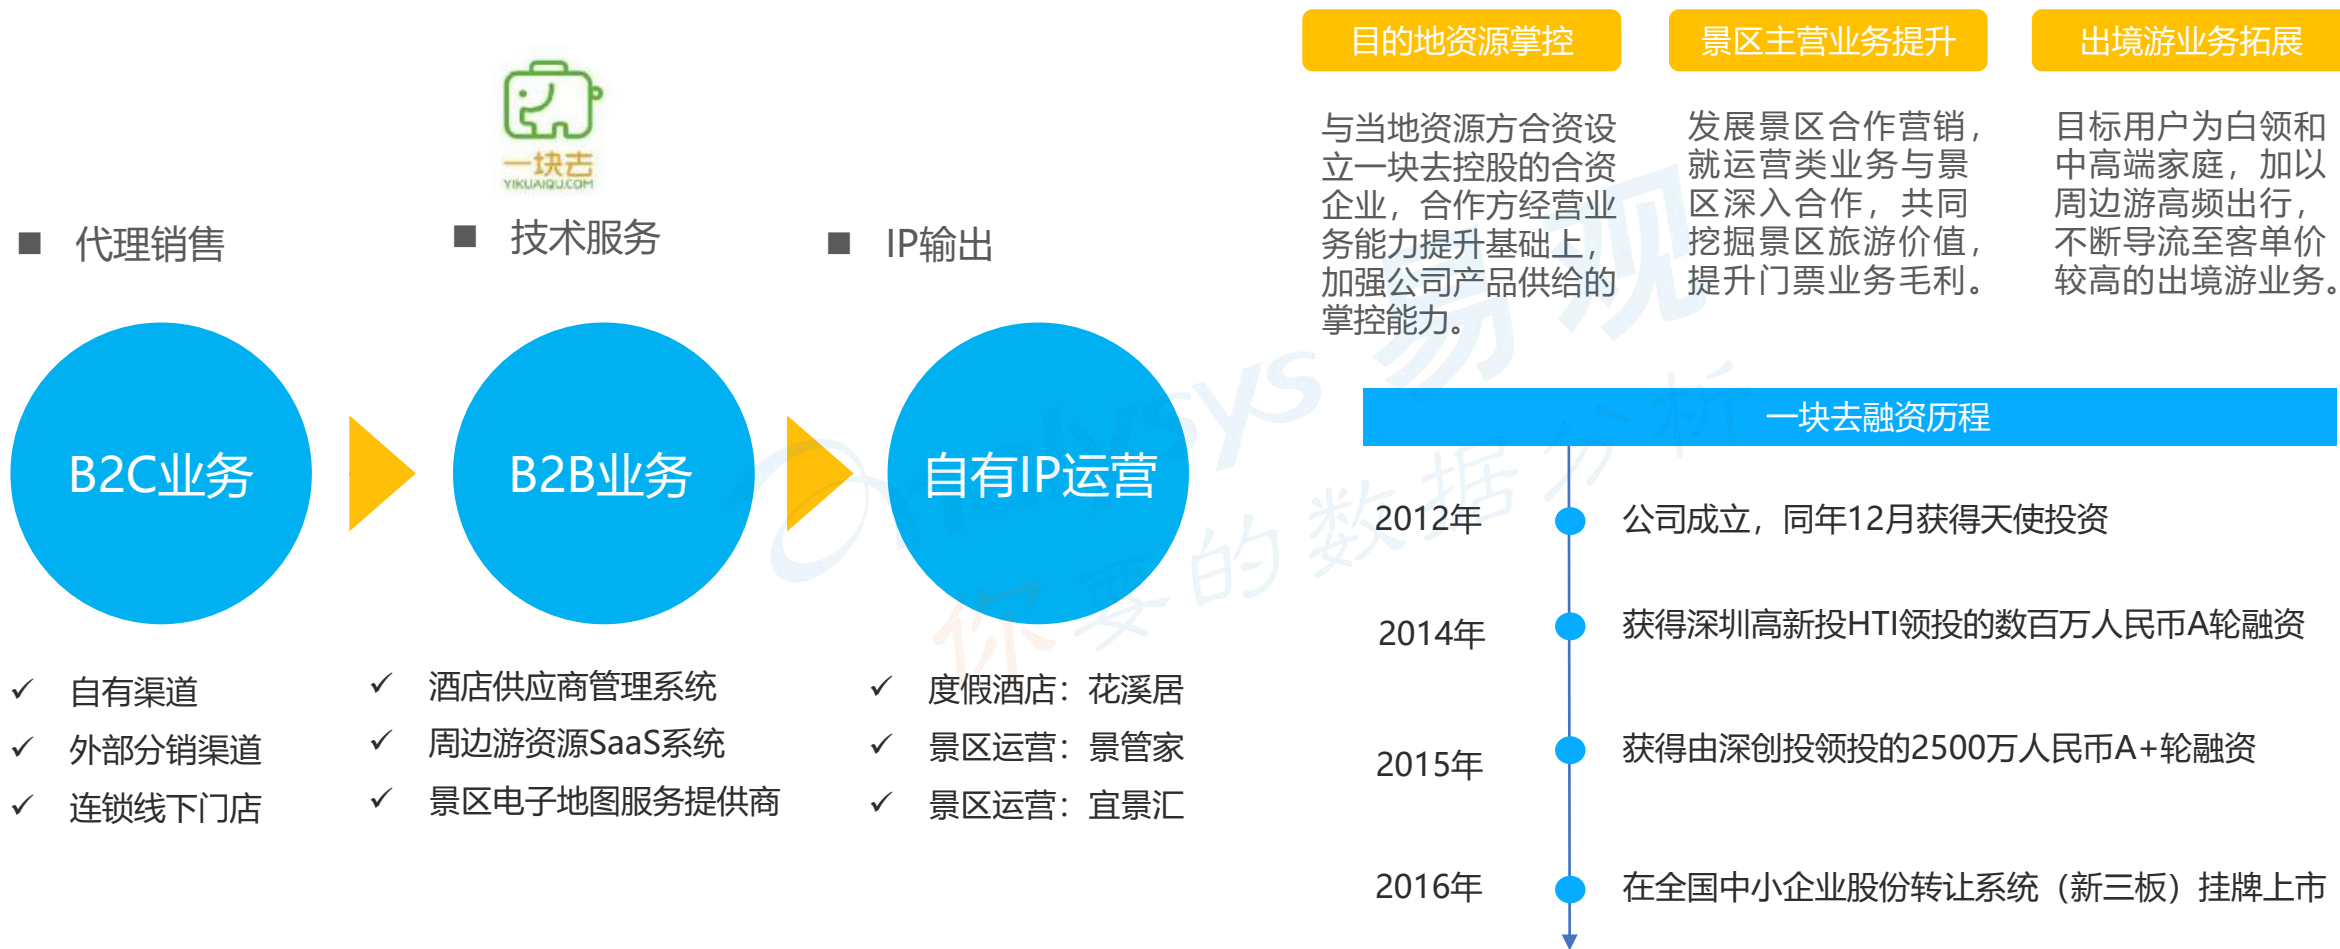 一块去
YIKUAIQU.COM
代理销售
技术服务
IP输出
B2C业务
B2B业务
自有IP运营
自有渠道
外部分销渠道
连锁线下门店
酒店供应商管理系统
周边游资源SaaS系统
景区电子地图服务提供商
度假酒店：花溪居
景区运营：景管家
景区运营：宜景汇
目的地资源掌控
与当地资源方合资设
立一块去控股的合资
企业，合作方经营业
务能力提升基础上，
加强公司产品供给的
掌控能力。
景区主营业务提升
发展景区合作营销，
就运营类业务与景
区深入合作，共同
挖掘景区旅游价值，
提升门票业务毛利。
出境游业务拓展
目标用户为白领和
中高端家庭，加以
周边游高频出行，
不断导流至客单价
较高的出境游业务。
一块去融资历程
2012年 公司成立，同年12月获得天使投资
2014年 获得深圳高新投HTI领投的数百万人民币A轮融资
2015年 获得由深创投领投的2500万人民币A+轮融资
2016年 在全国中小企业股份转让系统（新三板）挂牌上市
analysys 易观
你要的数据分析